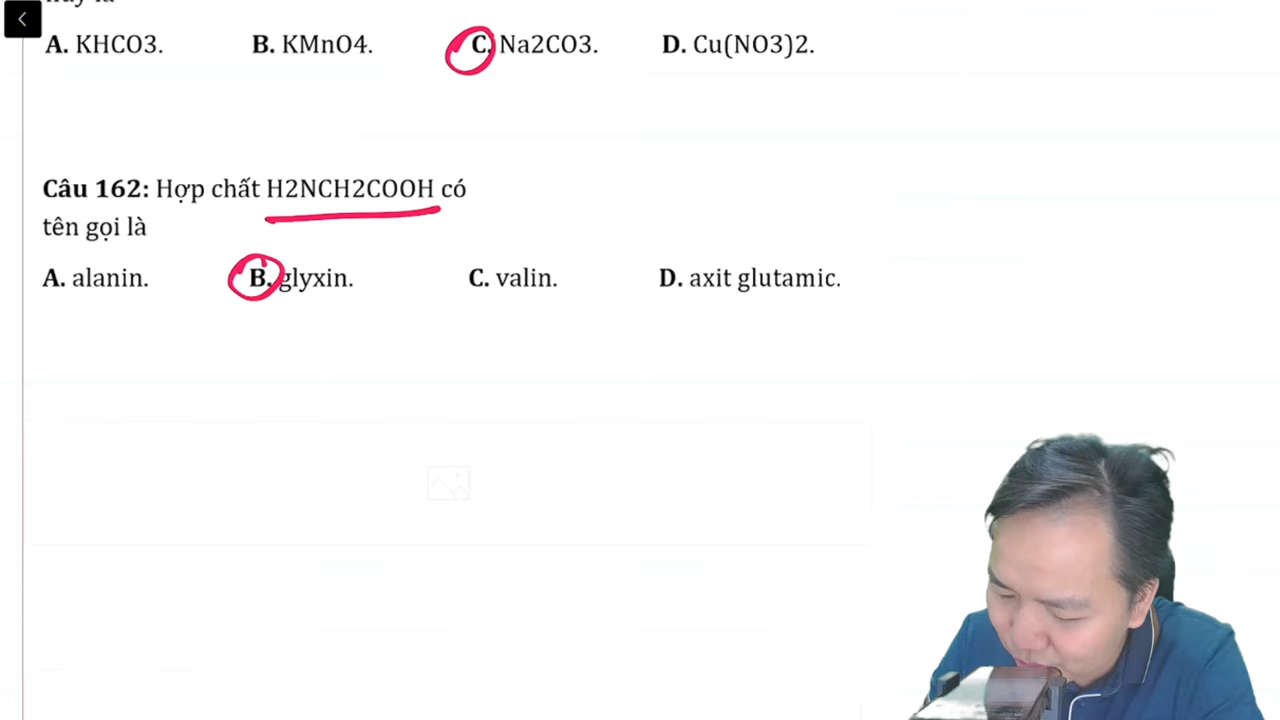 A. KHCO3. B. KMnO4. C. Na2CO3. D. Cu(NO3)2.
Câu 162: Hợp chất H2NCH2COOH có
tên gọi là
A. alanin. B. glyxin. C. valin. D. axit glutamic.